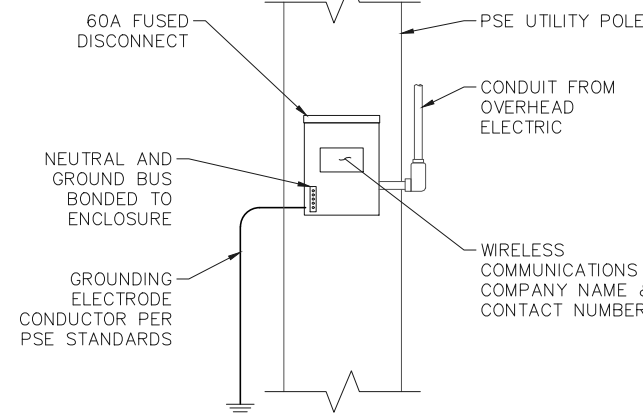 60A FUSED
DISCONNECT
PSE UTILITY POLE
CONDUIT FROM
OVERHEAD
ELECTRIC
NEUTRAL AND
GROUND BUS
BONDED TO
ENCLOSURE
WIRELESS
COMMUNICATIONS
COMPANY NAME &
CONTACT NUMBER
GROUNDING
ELECTRODE
CONDUCTOR PER
PSE STANDARDS